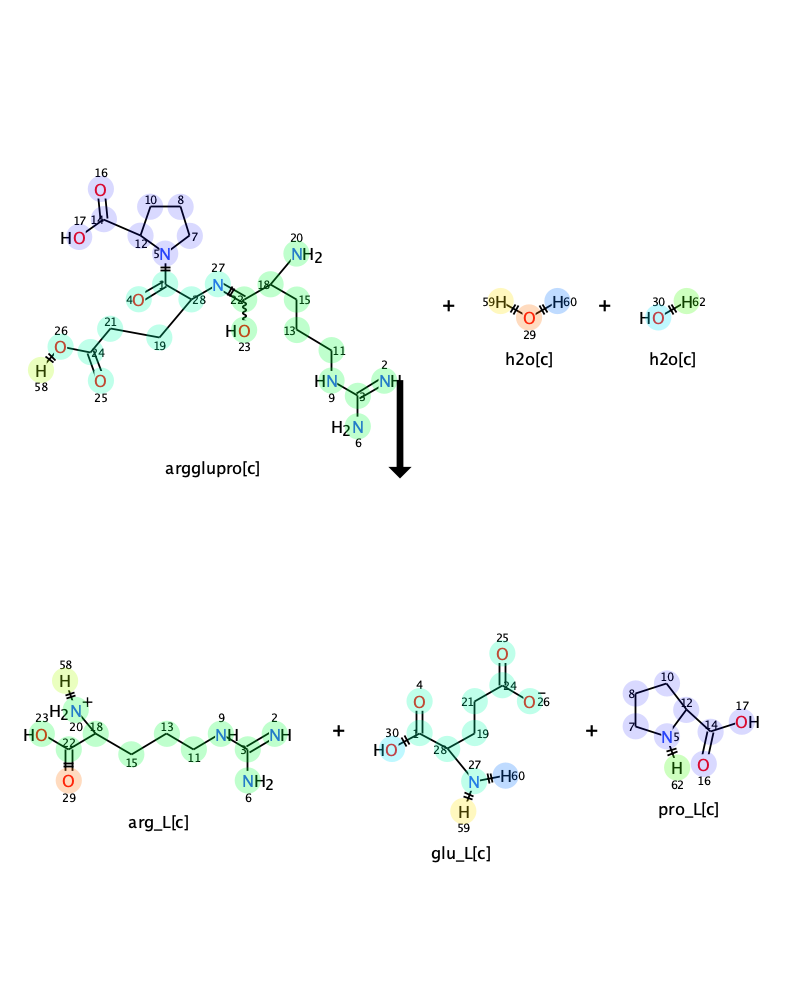 16
O
10
8
17
14
HO
12
7
5
N
20
NH2
27
N
1
4O
28
22
18
15
HO
23
13
21
26
O
24
19
11
H
58
25
O
2
HN
NH
9
3
H2N
6
argglupro[c]
+
59H
H60
O
29
h2o[c]
+
30
H62
HO
h2o[c]
58
H
+
H2N
20
23
HO
18
22
13
9
NH
2
NH
15
11
3
O
29
NH2
6
arg_L[c]
+
25
O
24
4
O
21
O−26
30
HO
1
28
19
27
N
H60
H
59
glu_L[c]
+
10
8
12
7
N5
14
17
OH
H
62
O
16
pro_L[c]